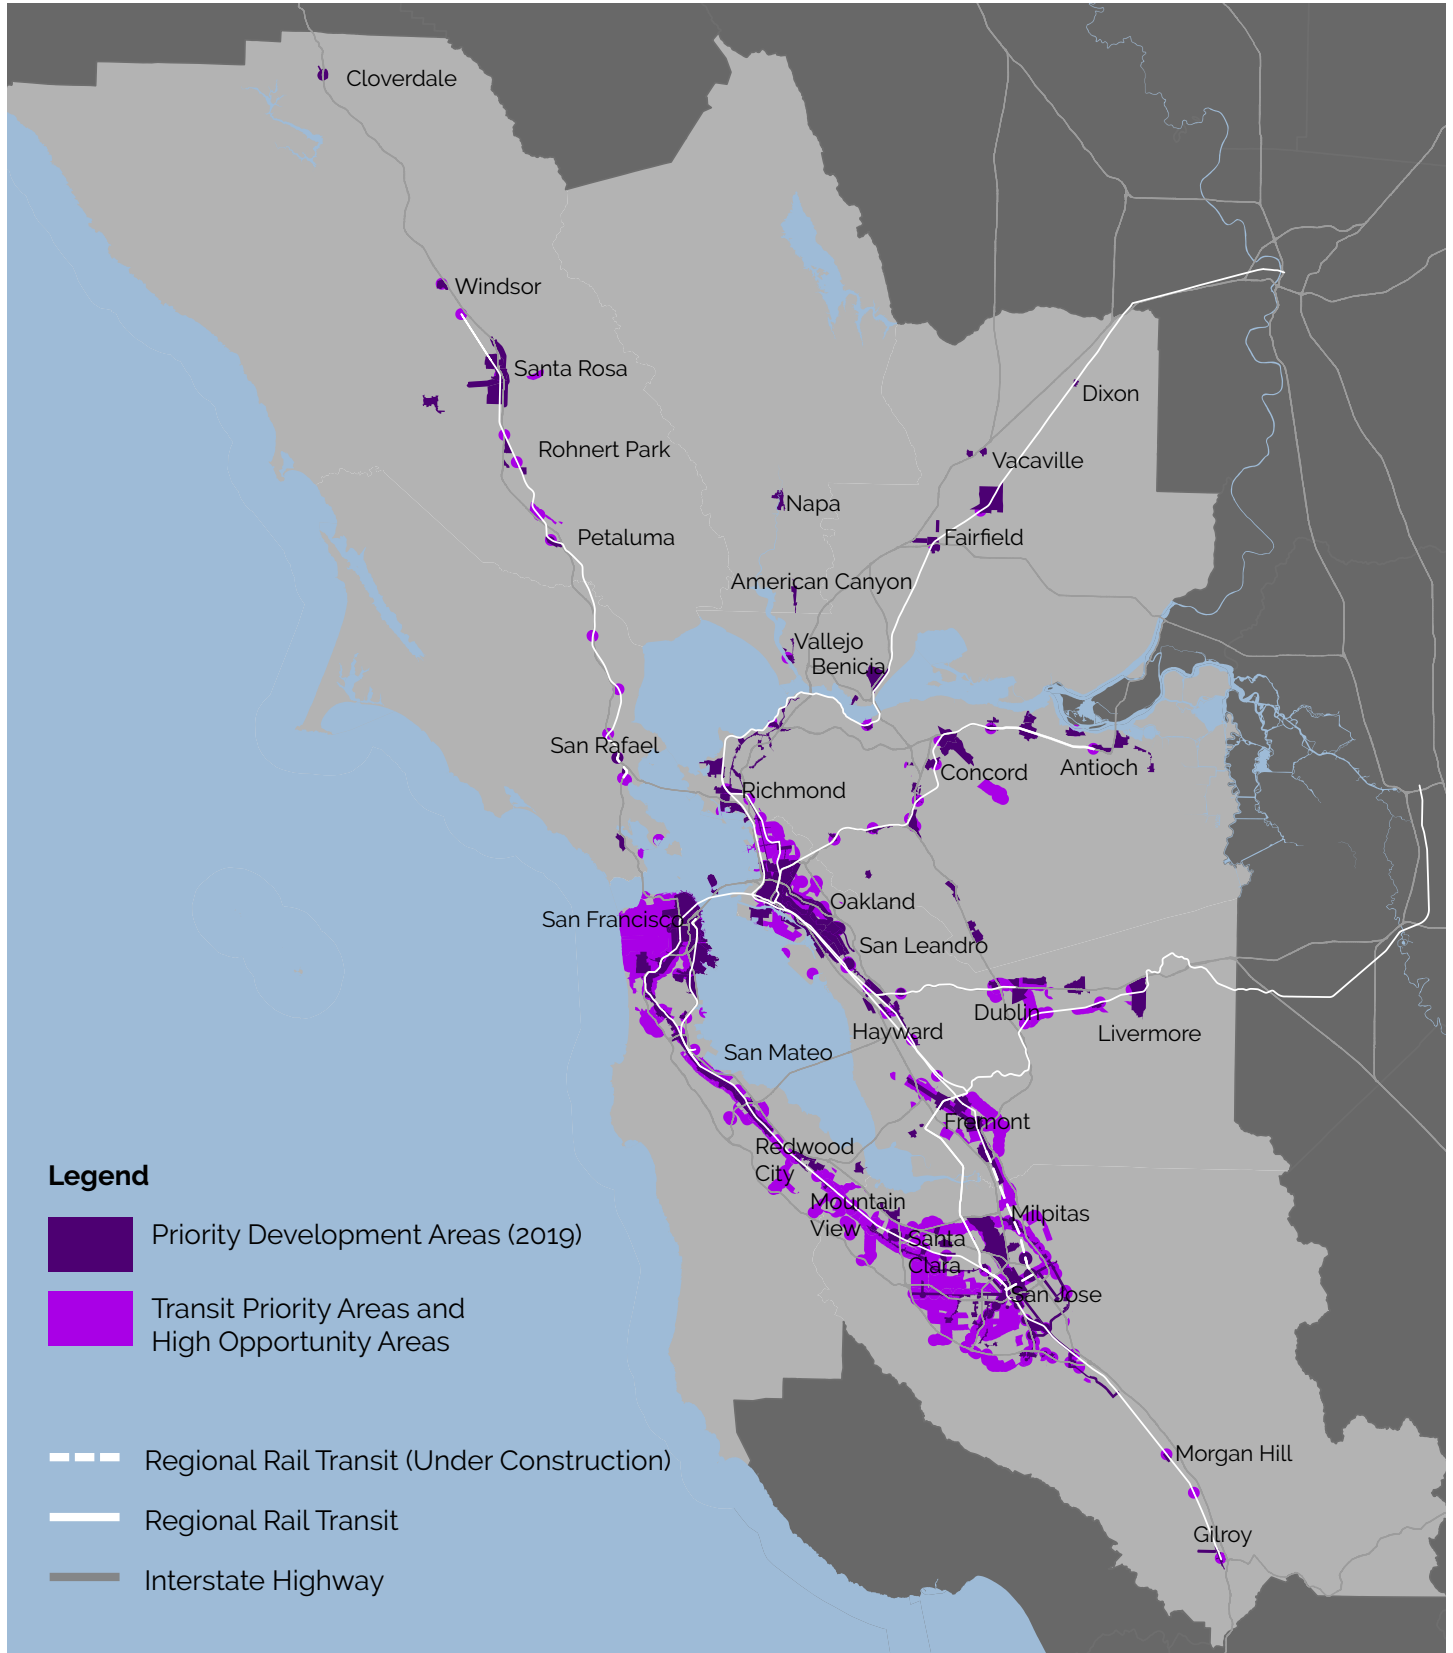 Cloverdale
Windsor
Santa Rosa
Dixon
Rohnert Park
Vacaville
Napa
Petaluma
Fairfield
American Canyon
Vallejo
Benicia
San Rafael
Concord
Antioch
Richmond
Oakland
San Francisco
San Leandro
Dublin
Hayward
Livermore
San Mateo
Fremont
Redwood
City
Mountain
View
Milpitas
Santa
Clara
San Jose
Morgan Hill
Gilroy
Legend
Priority Development Areas (2019)
Transit Priority Areas and
High Opportunity Areas
Regional Rail Transit (Under Construction)
Regional Rail Transit
Interstate Highway